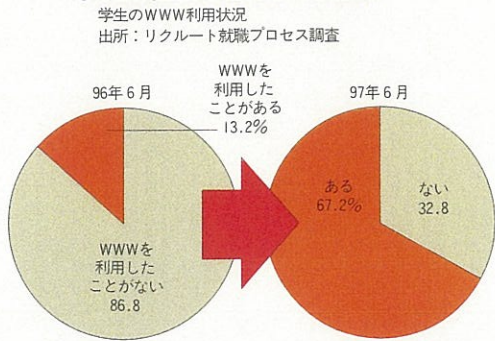 学生のWWW利用状況
出所：リクルート就職プロセス調査
96年6月
WWWを
利用した
ことがある
13.2%
WWWを
利用した
ことがない
86.8
97年6月
ある
67.2%
ない
32.8